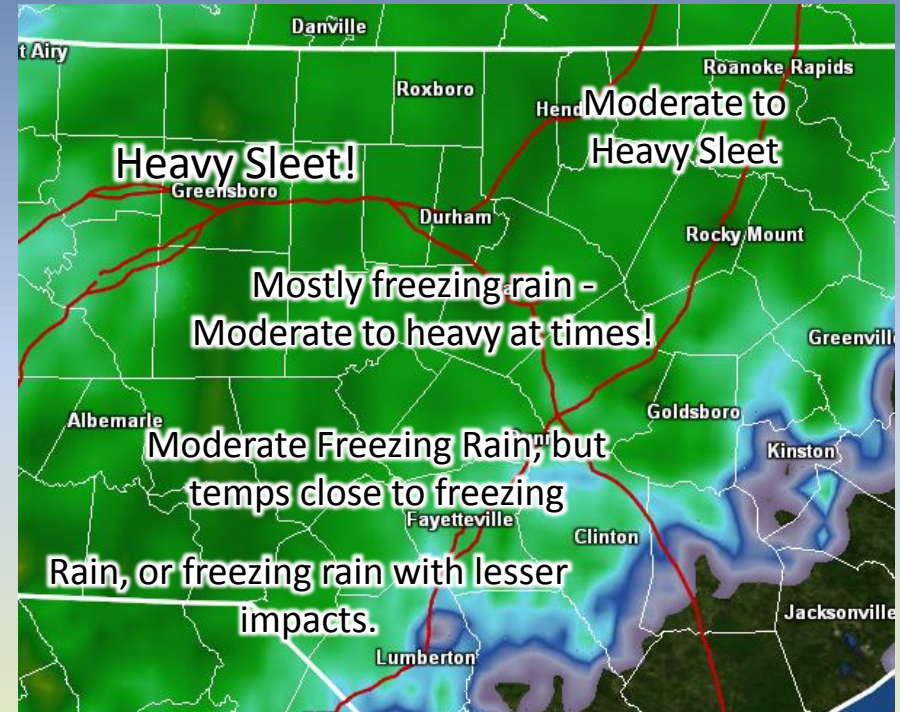 Danville
t Airy
Roanoke Rapids
Roxboro
Hend
Moderate to
Heavy Sleet
Heavy Sleet!
Greensboro
Durham
Rocky Mount
Mostly freezing rain -
Moderate to heavy at times!
Greenvill
Albemarle
Goldsboro
Moderate Freezing Rain, but
temps close to freezing
Kinston
Fayetteville
Clinton
Rain, or freezing rain with lesser
impacts.
Jacksonville
Lumberton